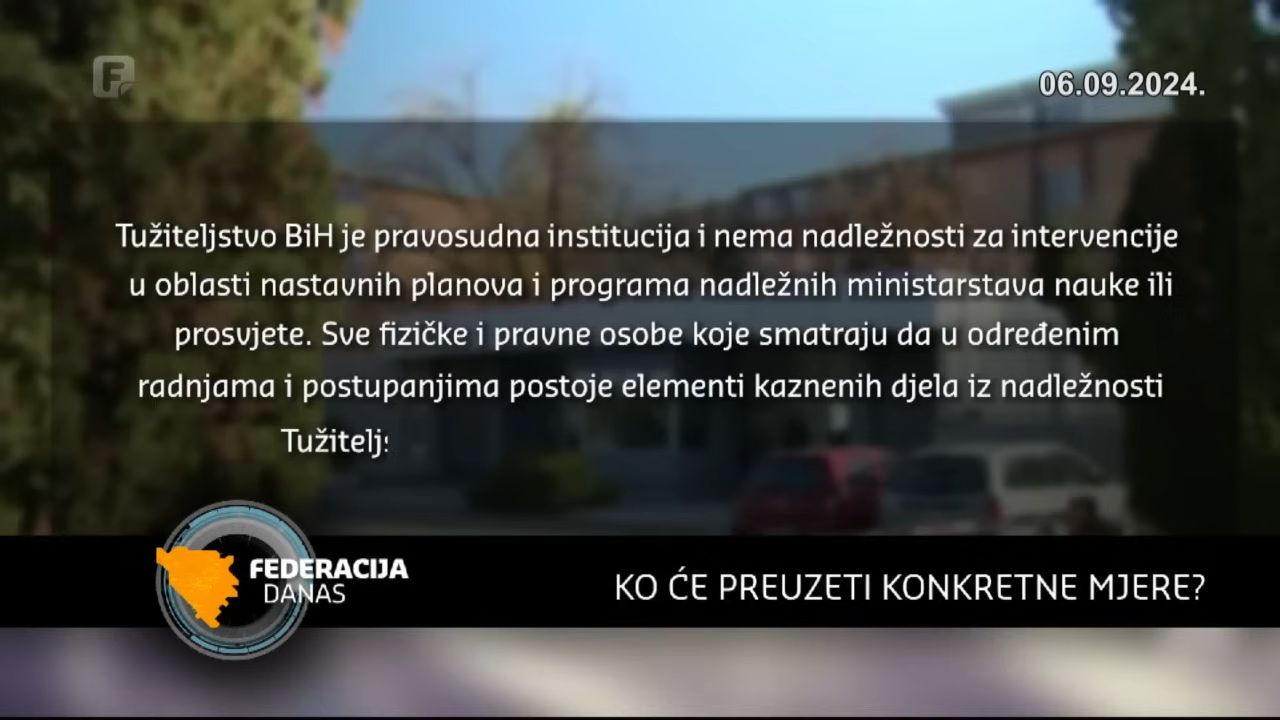 F
06.09.2024.
Tužiteljstvo BiH je pravosudna institucija i nema nadležnosti za intervencije
u oblasti nastavnih planova i programa nadležnih ministarstava nauke ili
prosvjete. Sve fizičke i pravne osobe koje smatraju da u određenim
radnjama i postupanjima postoje elementi kaznenih djela iz nadležnosti
FEDERACIJA
DANAS
KO ĆE PREUZETI KONKRETNE MJERE?